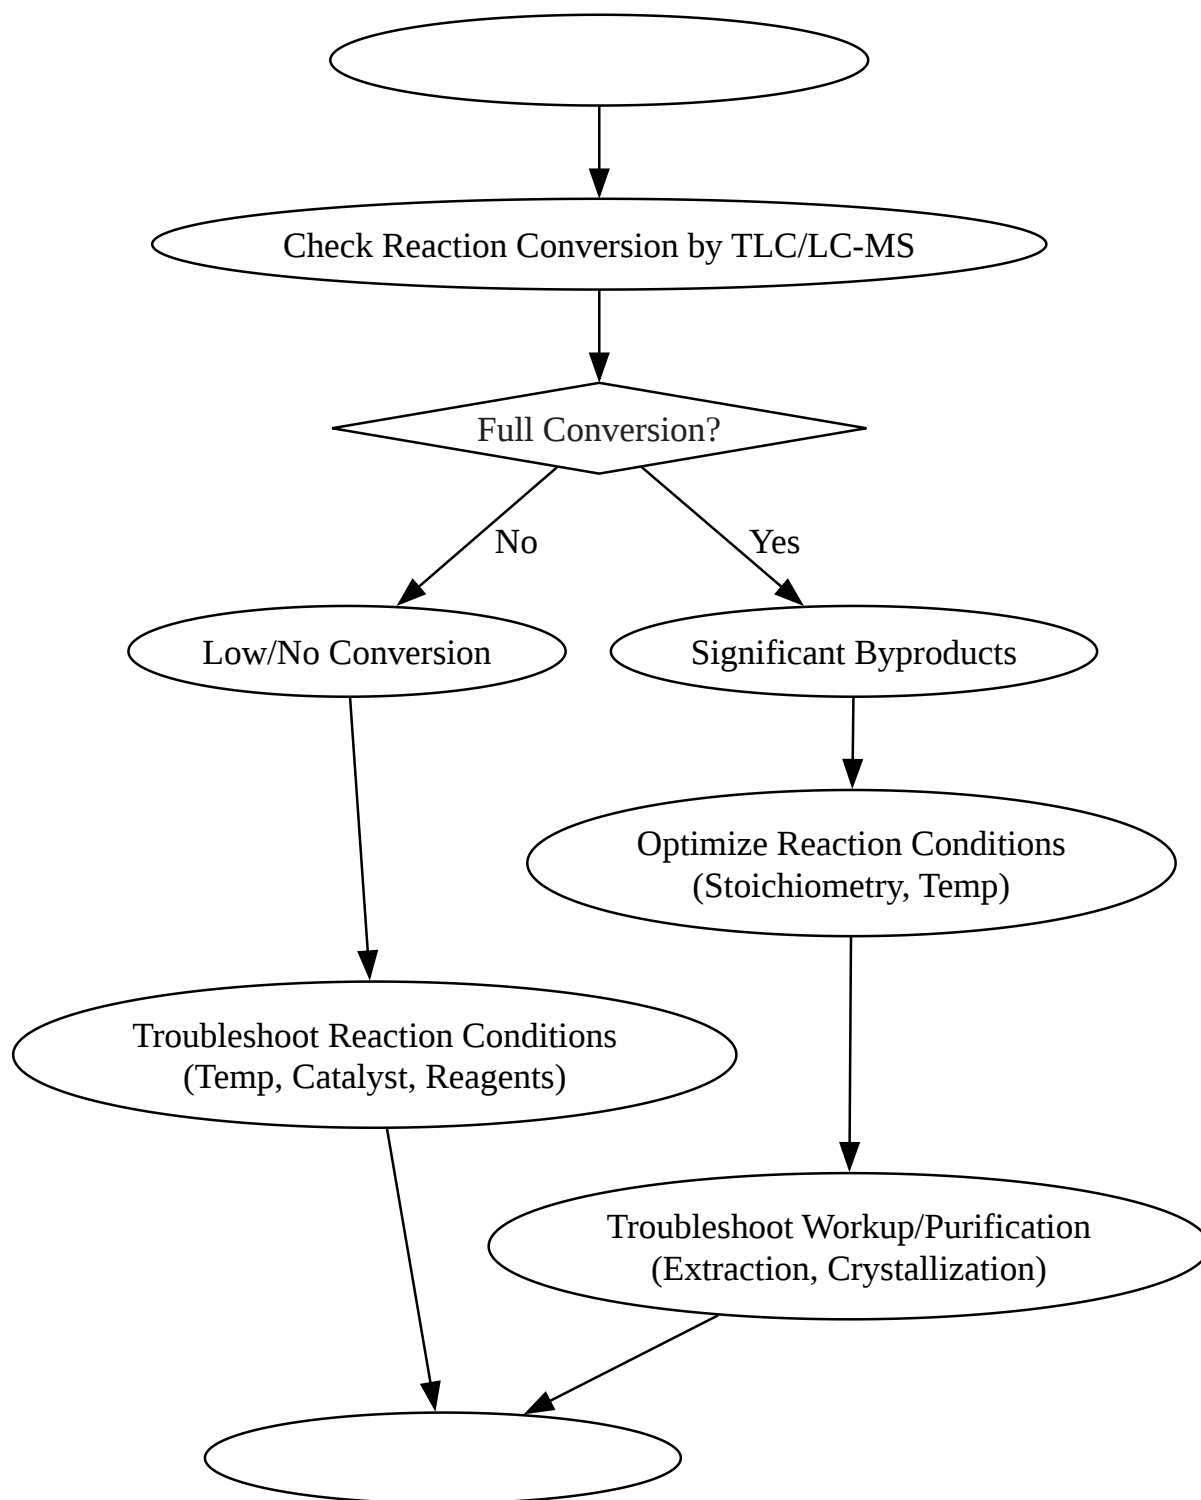 Check Reaction Conversion by TLC/LC-MS
Full Conversion?
No
Yes
Low/No Conversion
Significant Byproducts
Optimize Reaction Conditions
(Stoichiometry, Temp)
Troubleshoot Reaction Conditions
(Temp, Catalyst, Reagents)
Troubleshoot Workup/Purification
(Extraction, Crystallization)